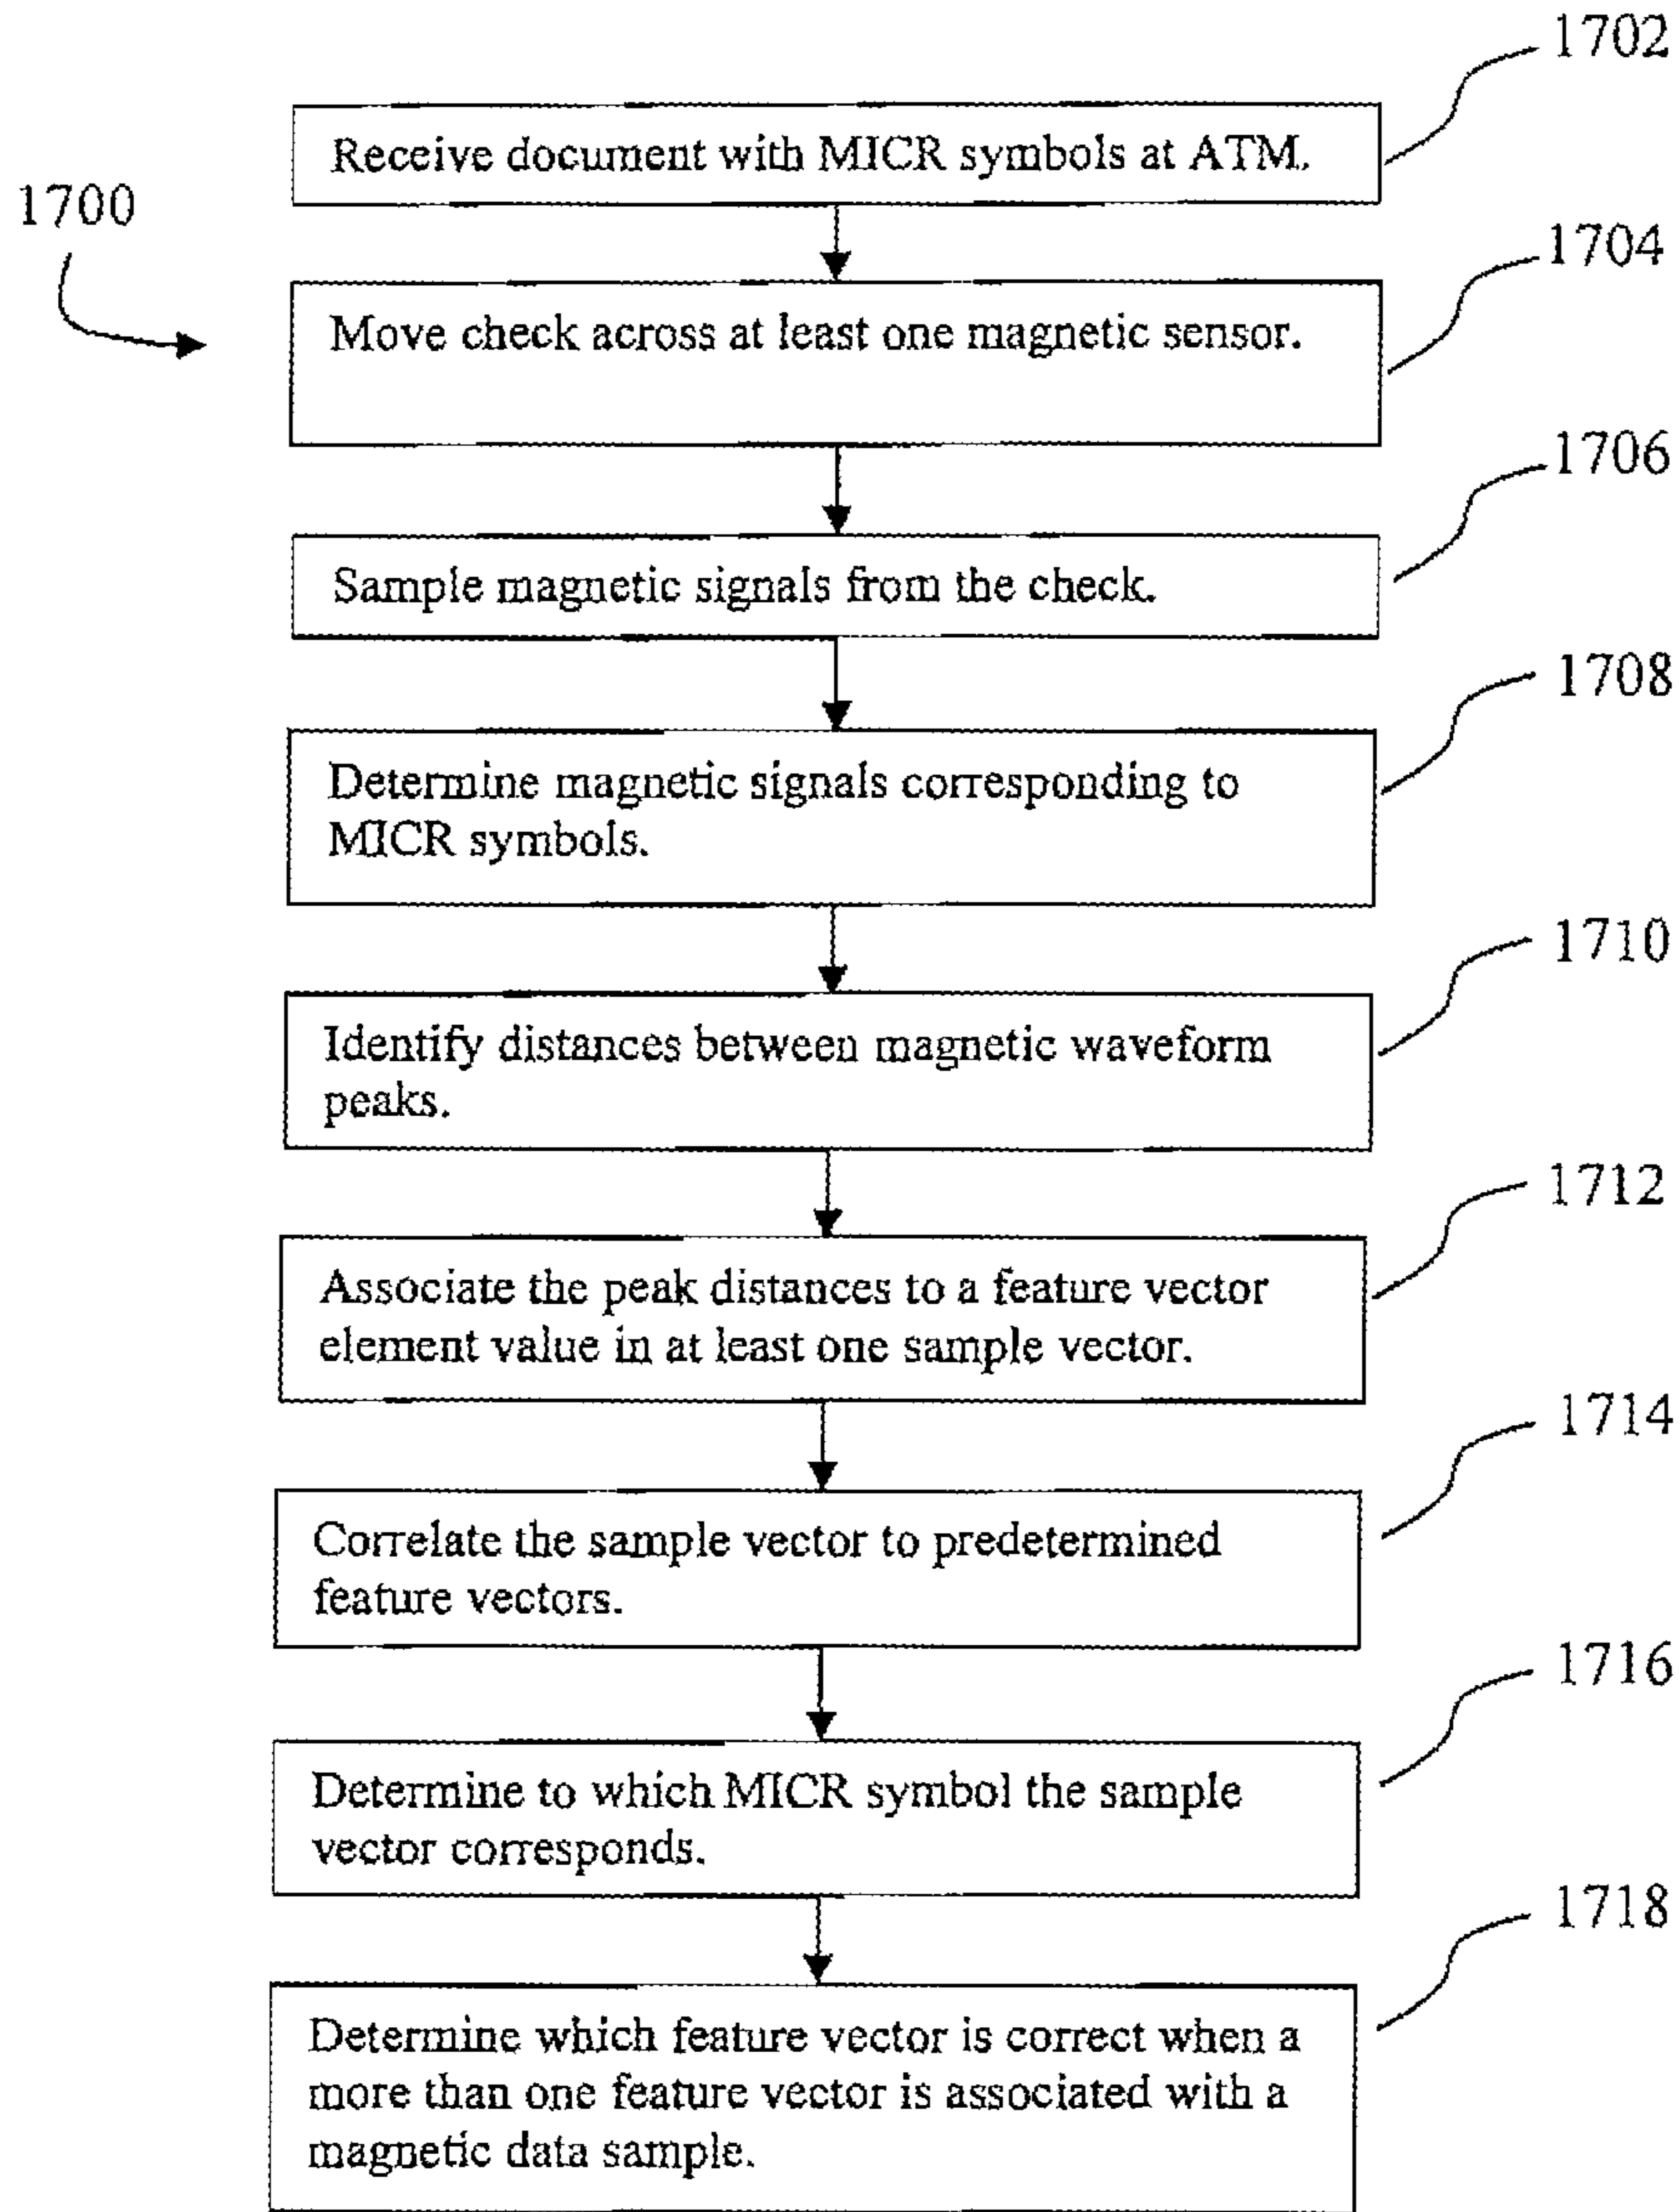 1702
Receive document with MICR symbols at ATM.
1700
1704
Move check across at least one magnetic sensor.
1706
Sample magnetic signals from the check.
1708
Determine magnetic signals corresponding to
MICR symbols.
1710
Identify distances between magnetic waveform
peaks.
1712
Associate the peak distances to a feature vector
element value in at least one sample vector.
1714
Correlate the sample vector to predetermined
feature vectors.
1716
Determine to which MICR symbol the sample
vector corresponds.
1718
Determine which feature vector is correct when a
more than one feature vector is associated with a
magnetic data sample.